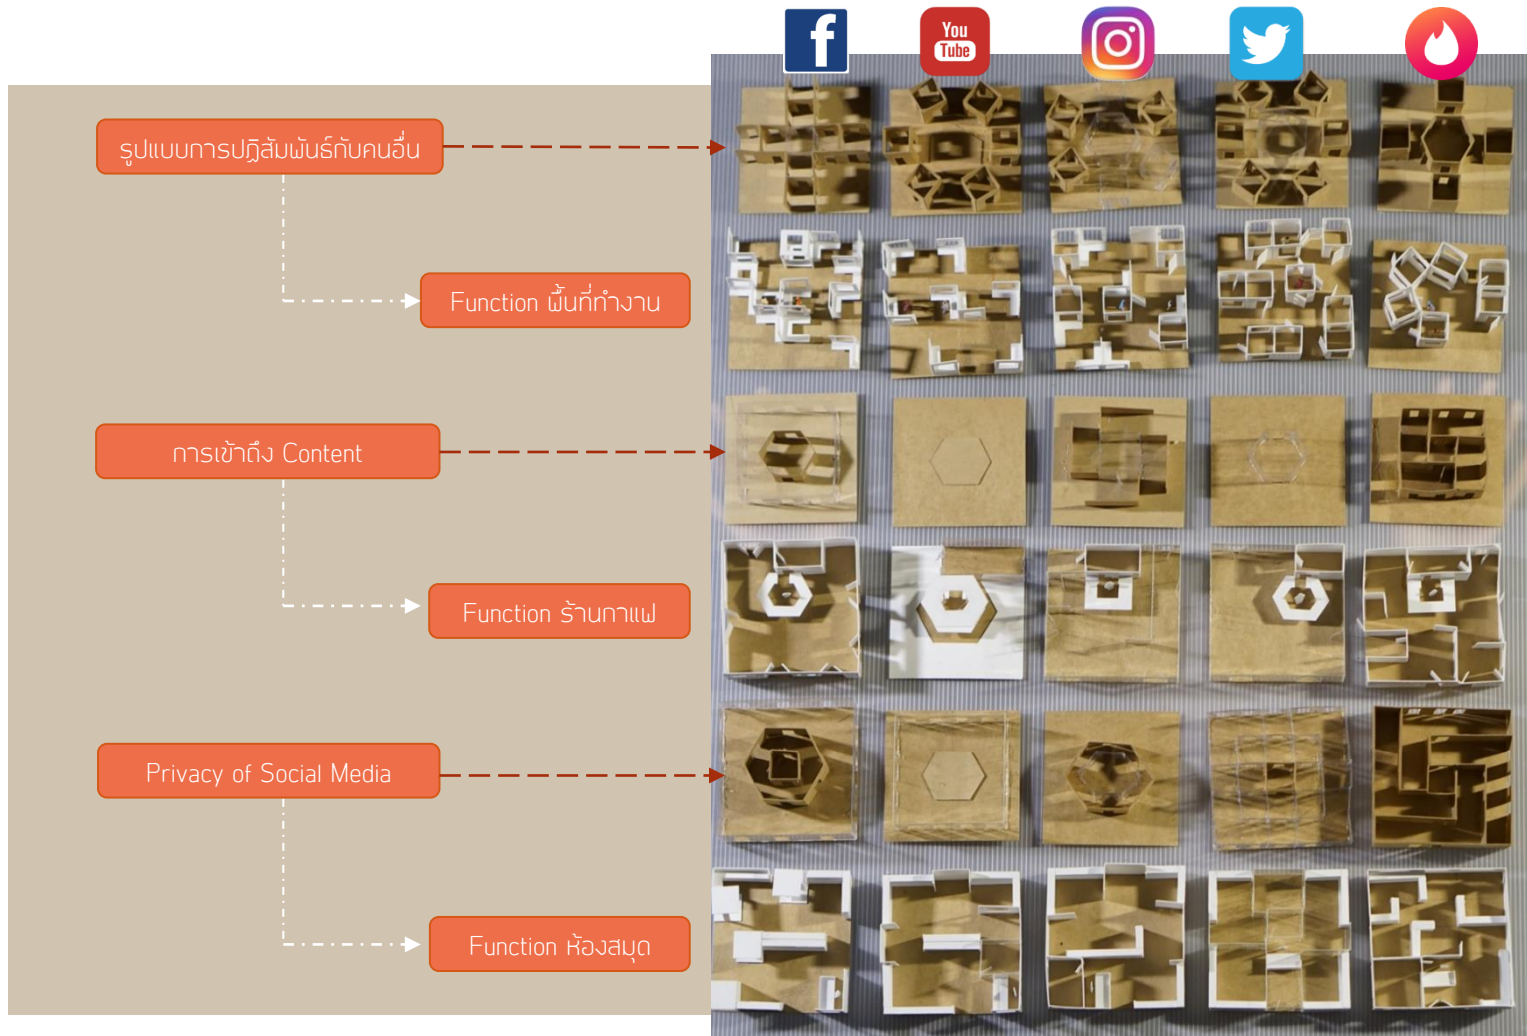 f
You
Tube
รูปแบบการปฏิสัมพันธ์กับคนอื่น
Function พื้นที่ทำงาน
การเข้าถึง Content
Function ร้านกาแฟ
Privacy of Social Media
Function ห้องสมุด